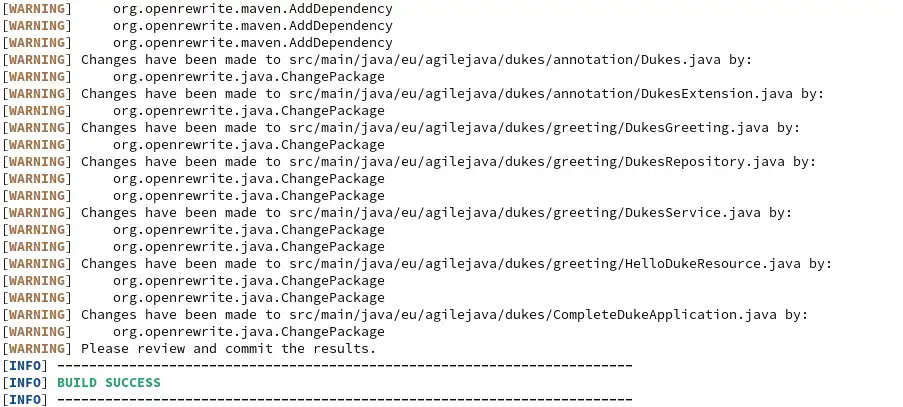 [WARNING]     org.openrewrite.maven.AddDependency
[WARNING]     org.openrewrite.maven.AddDependency
[WARNING]     org.openrewrite.maven.AddDependency
[WARNING] Changes have been made to src/main/java/eu/agilejava/dukes/annotation/Dukes.java by:
[WARNING]     org.openrewrite.java.ChangePackage
[WARNING] Changes have been made to src/main/java/eu/agilejava/dukes/annotation/DukesExtension.java by:
[WARNING]     org.openrewrite.java.ChangePackage
[WARNING] Changes have been made to src/main/java/eu/agilejava/dukes/greeting/DukesGreeting.java by:
[WARNING]     org.openrewrite.java.ChangePackage
[WARNING] Changes have been made to src/main/java/eu/agilejava/dukes/greeting/DukesRepository.java by:
[WARNING]     org.openrewrite.java.ChangePackage
[WARNING]     org.openrewrite.java.ChangePackage
[WARNING] Changes have been made to src/main/java/eu/agilejava/dukes/greeting/DukesService.java by:
[WARNING]     org.openrewrite.java.ChangePackage
[WARNING]     org.openrewrite.java.ChangePackage
[WARNING] Changes have been made to src/main/java/eu/agilejava/dukes/greeting/HelloDukeResource.java by:
[WARNING]     org.openrewrite.java.ChangePackage
[WARNING]     org.openrewrite.java.ChangePackage
[WARNING] Changes have been made to src/main/java/eu/agilejava/dukes/CompleteDukeApplication.java by:
[WARNING]     org.openrewrite.java.ChangePackage
[WARNING] Please review and commit the results.
[INFO] ------------------------------------------------------------------------
[INFO] BUILD SUCCESS
[INFO] ------------------------------------------------------------------------